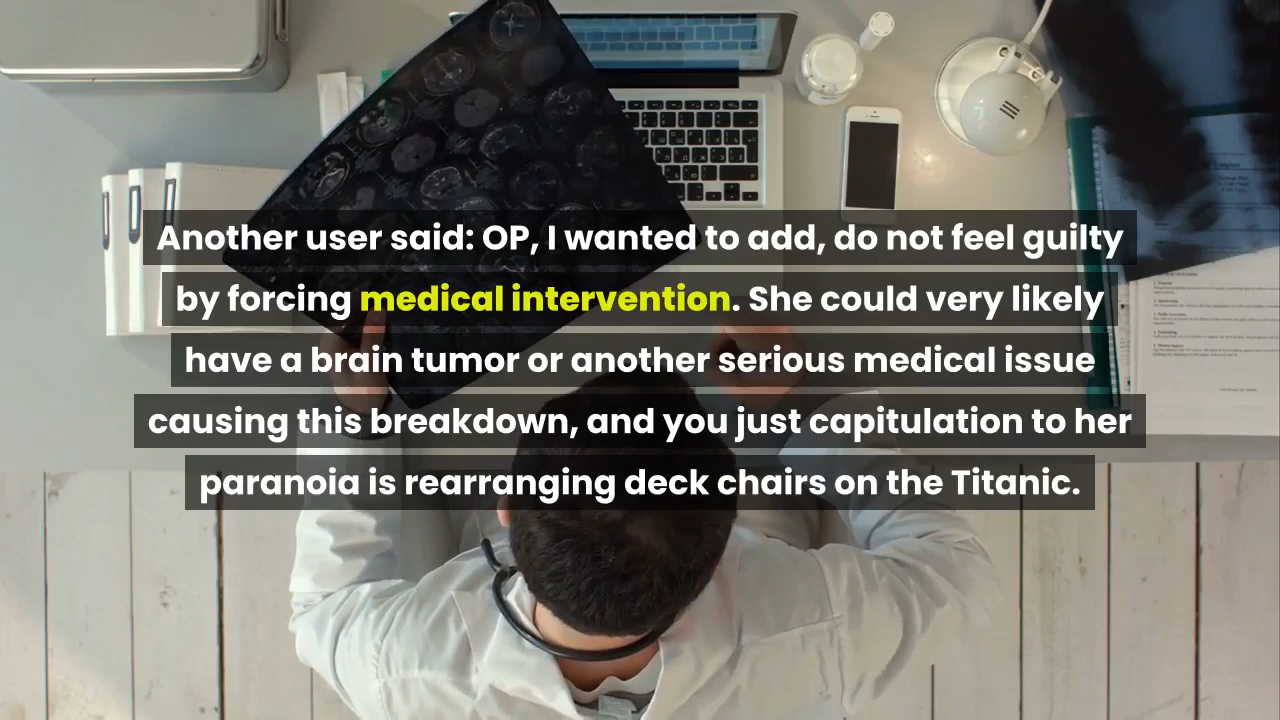 Another user said: OP, I wanted to add, do not feel guilty
by forcing medical intervention. She could very likely
have a brain tumor or another serious medical issue
causing this breakdown, and you just capitulation to her
paranoia is rearranging deck chairs on the Titanic.